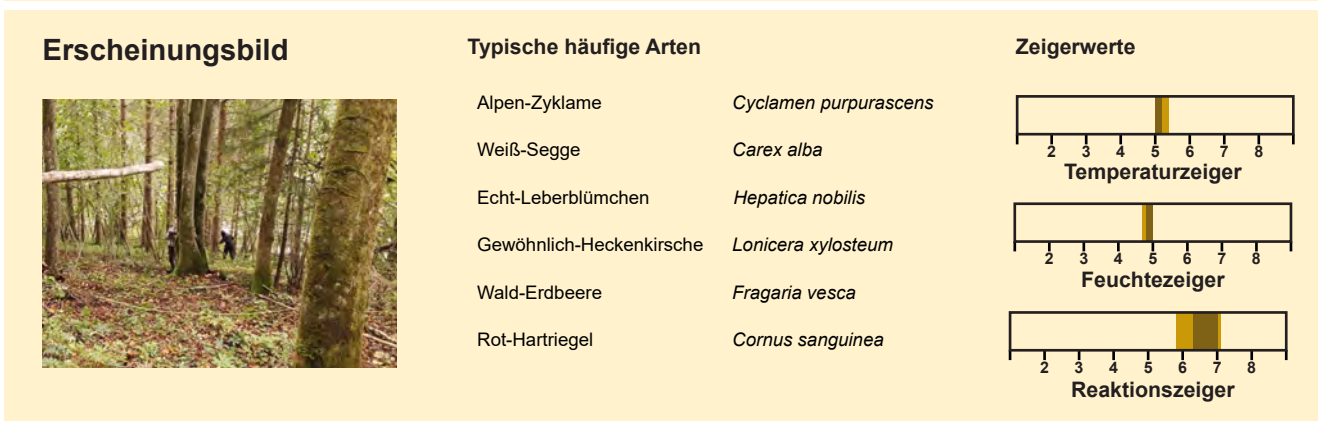 Erscheinungsbild
Typische häufige Arten
Alpen-Zyklame Cyclamen purpurascens
Weiß-Segge Carex alba
Echt-Leberblümchen Hepatica nobilis
Gewöhnlich-Heckenkirsche Lonicera xylosteum
Wald-Erdbeere Fragaria vesca
Rot-Hartriegel Cornus sanguinea
Zeigerwerte
2 3 4 5 6 7 8
Temperaturzeiger
2 3 4 5 6 7 8
Feuchtezeiger
2 3 4 5 6 7 8
Reaktionszeiger